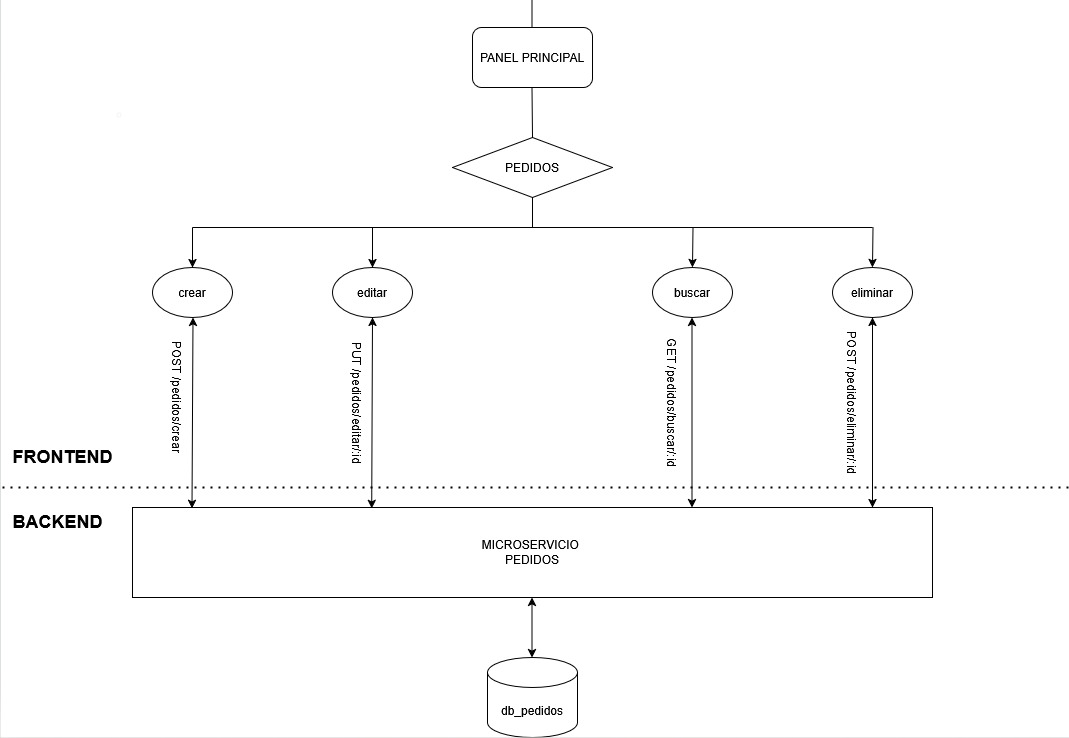 PANEL PRINCIPAL
PEDIDOS
crear
editar
buscar
eliminar
POST /pedidos/crear
PUT /pedidos/editar/:id
GET /pedidos/buscar/:id
POST /pedidos/eliminar/:id
FRONTEND
BACKEND
MICROSERVICIO
PEDIDOS
db_pedidos